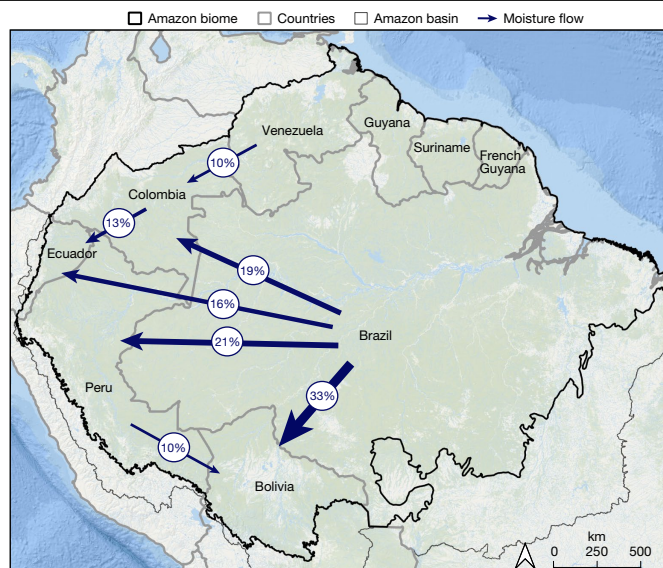 Amazon biome Countries Amazon basin Moisture flow
Venezuela
Guyana
Suriname
French
Guyana
10%
Colombia
13%
Ecuador
19%
16%
21%
Brazil
Peru
33%
10%
Bolivia
km
0 250 500